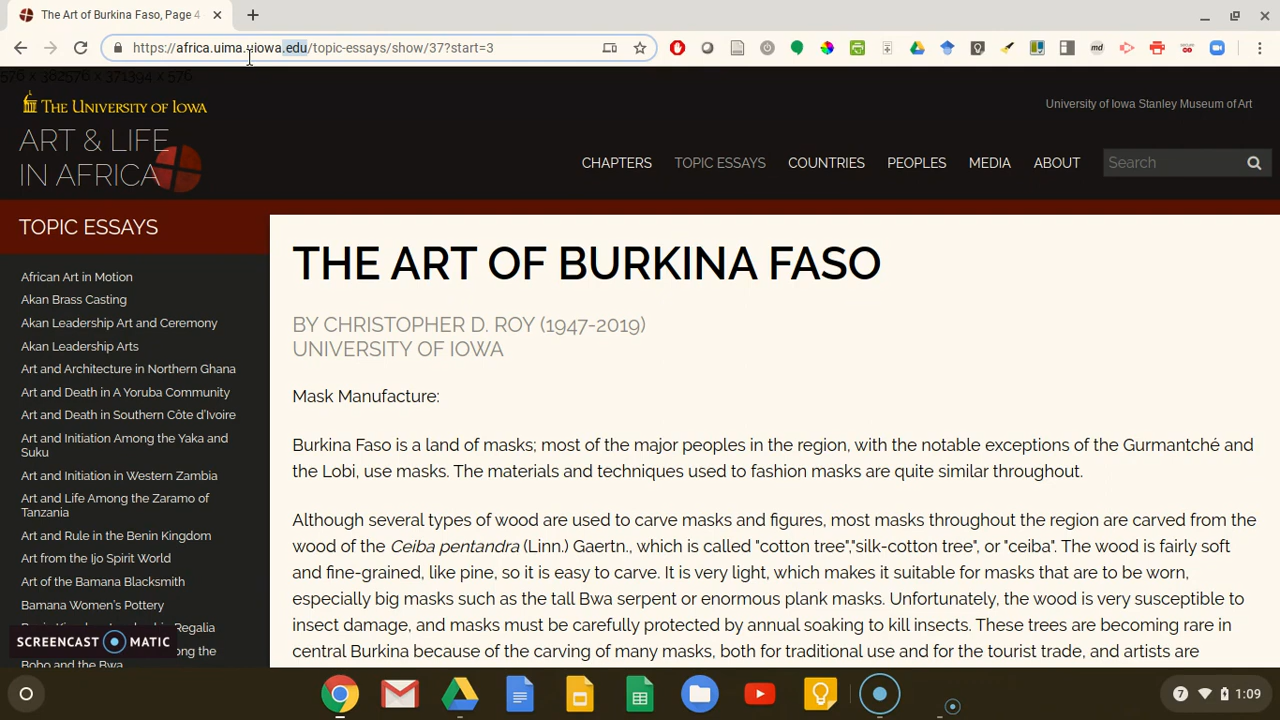 The Art of Burkina Faso, Page 4
https://africa.uima.uiowa.edu/topic-essays/show/37?start=3
576 x 382576 x 371394 x 576
THE UNIVERSITY OF IOWA
University of Iowa Stanley Museum of Art
ART & LIFE
IN AFRICA
CHAPTERS TOPIC ESSAYS COUNTRIES PEOPLES MEDIA ABOUT Search
TOPIC ESSAYS
African Art in Motion
Akan Brass Casting
Akan Leadership Art and Ceremony
Akan Leadership Arts
Art and Architecture in Northern Ghana
Art and Death in A Yoruba Community
Art and Death in Southern Côte d'Ivoire
Art and Initiation Among the Yaka and
Suku
Art and Initiation in Western Zambia
Art and Life Among the Zaramo of
Tanzania
Art and Rule in the Benin Kingdom
Art from the Ijo Spirit World
Art of the Bamana Blacksmith
Bamana Women's Pottery
Regalia
ong the
Bobo and the Bwa
SCREENCAST MATIC
THE ART OF BURKINA FASO
BY CHRISTOPHER D. ROY (1947-2019)
UNIVERSITY OF IOWA
Mask Manufacture:
Burkina Faso is a land of masks; most of the major peoples in the region, with the notable exceptions of the Gurmantché and
the Lobi, use masks. The materials and techniques used to fashion masks are quite similar throughout.
Although several types of wood are used to carve masks and figures, most masks throughout the region are carved from the
wood of the Ceiba pentandra (Linn.) Gaertn., which is called "cotton tree","silk-cotton tree", or "ceiba". The wood is fairly soft
and fine-grained, like pine, so it is easy to carve. It is very light, which makes it suitable for masks that are to be worn,
especially big masks such as the tall Bwa serpent or enormous plank masks. Unfortunately, the wood is very susceptible to
insect damage, and masks must be carefully protected by annual soaking to kill insects. These trees are becoming rare in
central Burkina because of the carving of many masks, both for traditional use and for the tourist trade, and artists are
7 1:09